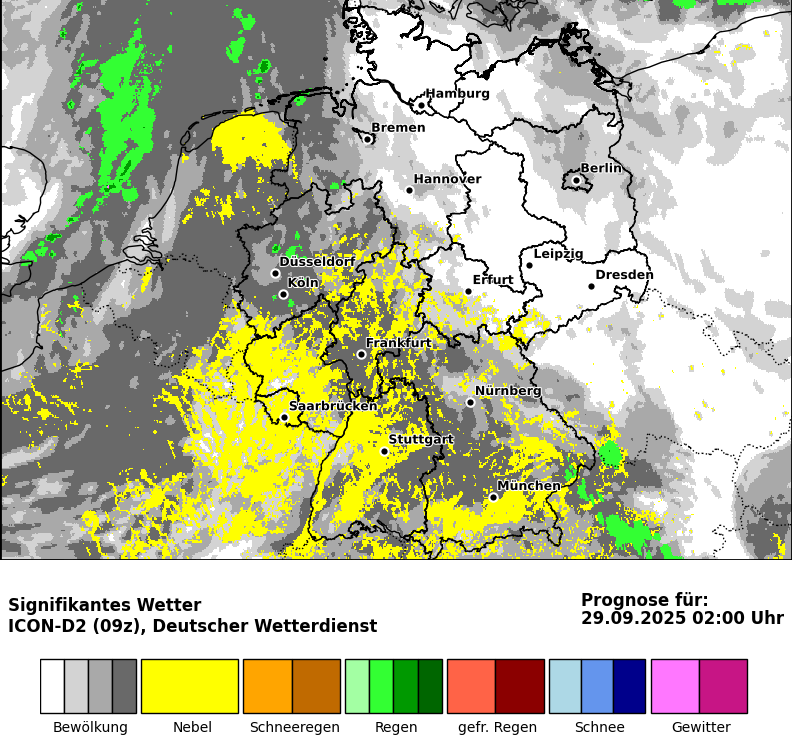 Hamburg
Bremen
Berlin
Hannover
Leipzig
Düsseldorf
Dresden
Köln
Erfurt
Frankfurt
Nürnberg
Saarbrücken
Stuttgart
München
Signifikantes Wetter
ICON-D2 (09z), Deutscher Wetterdienst
Prognose für:
29.09.2025 02:00 Uhr
Bewölkung
Nebel
Schneeregen
Regen
gefr. Regen
Schnee
Gewitter